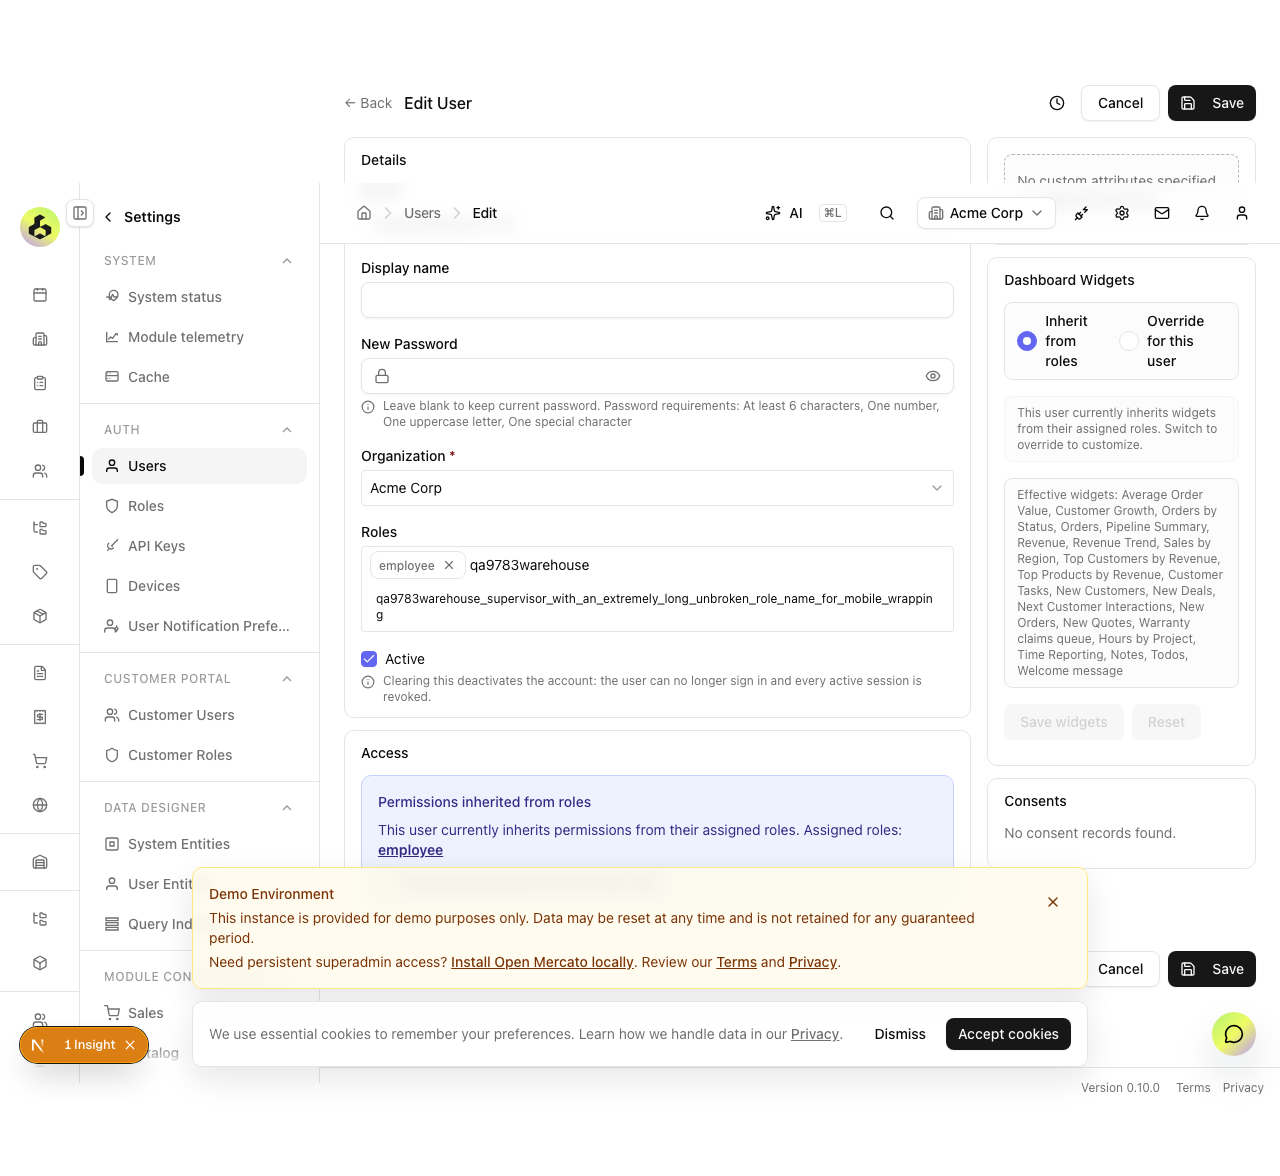 ← Back Edit User
Cancel
Save
Details
No custom attributes specified
Settings
Users
Edit
AI
⌘L
Acme Corp
SYSTEM
System status
Module telemetry
Cache
AUTH
Users
Roles
API Keys
Devices
User Notification Prefe...
CUSTOMER PORTAL
Customer Users
Customer Roles
DATA DESIGNER
System Entities
User Entit
Query Ind
MODULE CON
Sales
talog
1 Insight
Display name
New Password
Leave blank to keep current password. Password requirements: At least 6 characters, One number,
One uppercase letter, One special character
Organization *
Acme Corp
Roles
employee
qa9783warehouse
qa9783warehouse_supervisor_with_an_extremely_long_unbroken_role_name_for_mobile_wrappin
g
Active
Clearing this deactivates the account: the user can no longer sign in and every active session is
revoked.
Access
Permissions inherited from roles
This user currently inherits permissions from their assigned roles. Assigned roles:
employee
Dashboard Widgets
Inherit
from
roles
Override
for this
user
This user currently inherits widgets
from their assigned roles. Switch to
override to customize.
Effective widgets: Average Order
Value, Customer Growth, Orders by
Status, Orders, Pipeline Summary,
Revenue, Revenue Trend, Sales by
Region, Top Customers by Revenue,
Top Products by Revenue, Customer
Tasks, New Customers, New Deals,
Next Customer Interactions, New
Orders, New Quotes, Warranty
claims queue, Hours by Project,
Time Reporting, Notes, Todos,
Welcome message
Save widgets
Reset
Consents
No consent records found.
Demo Environment
This instance is provided for demo purposes only. Data may be reset at any time and is not retained for any guaranteed
period.
Need persistent superadmin access? Install Open Mercato locally. Review our Terms and Privacy.
Cancel
Save
We use essential cookies to remember your preferences. Learn how we handle data in our Privacy.
Dismiss
Accept cookies
Version 0.10.0
Terms
Privacy